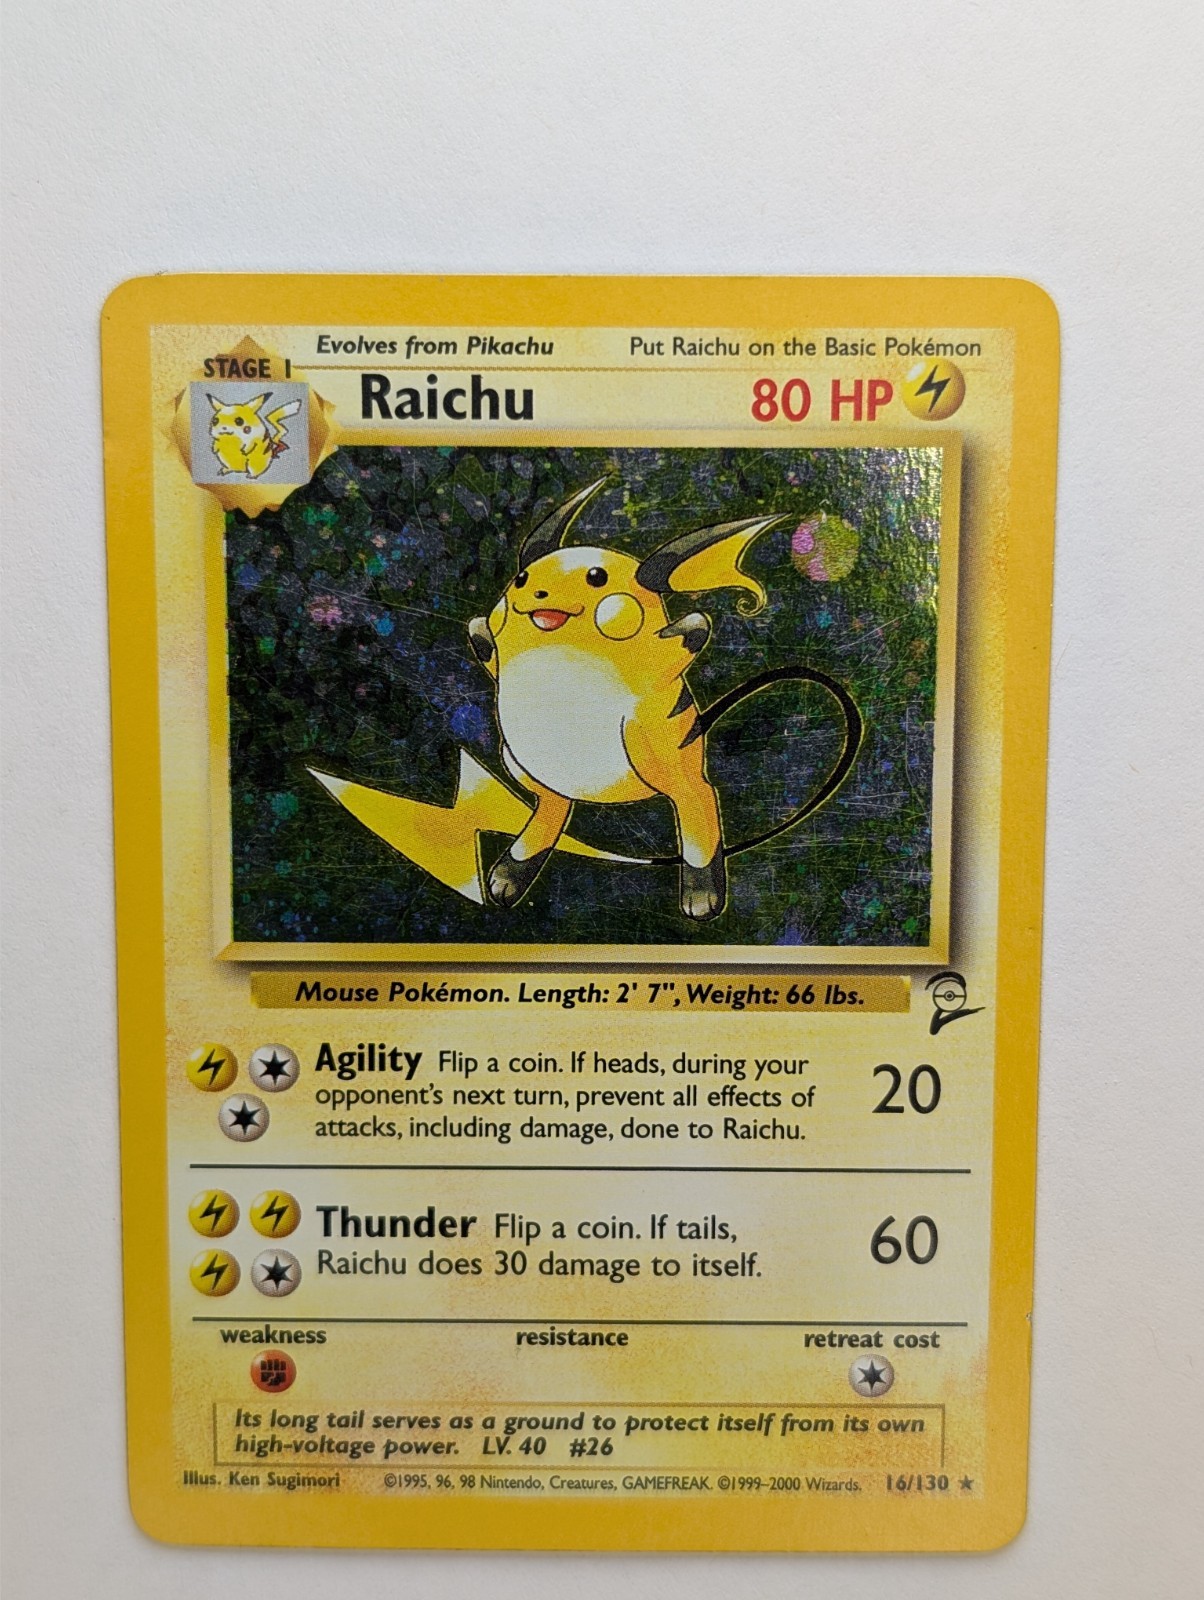 Evolves from Pikachu Put Raichu on the Basic Pokémon
STAGE 1
Raichu 80 HP
Mouse Pokémon. Length: 2' 7", Weight: 66 lbs.
Agility Flip a coin. If heads, during your
opponent's next turn, prevent all effects of
attacks, including damage, done to Raichu.
20
Thunder Flip a coin. If tails,
Raichu does 30 damage to itself.
60
weakness resistance retreat cost
Its long tail serves as a ground to protect itself from its own
high-voltage power. LV. 40 #26
Illus. Ken Sugimori ©1995, 96, 98 Nintendo, Creatures, GAMEFREAK. ©1999–2000 Wizards. 16/130 ★